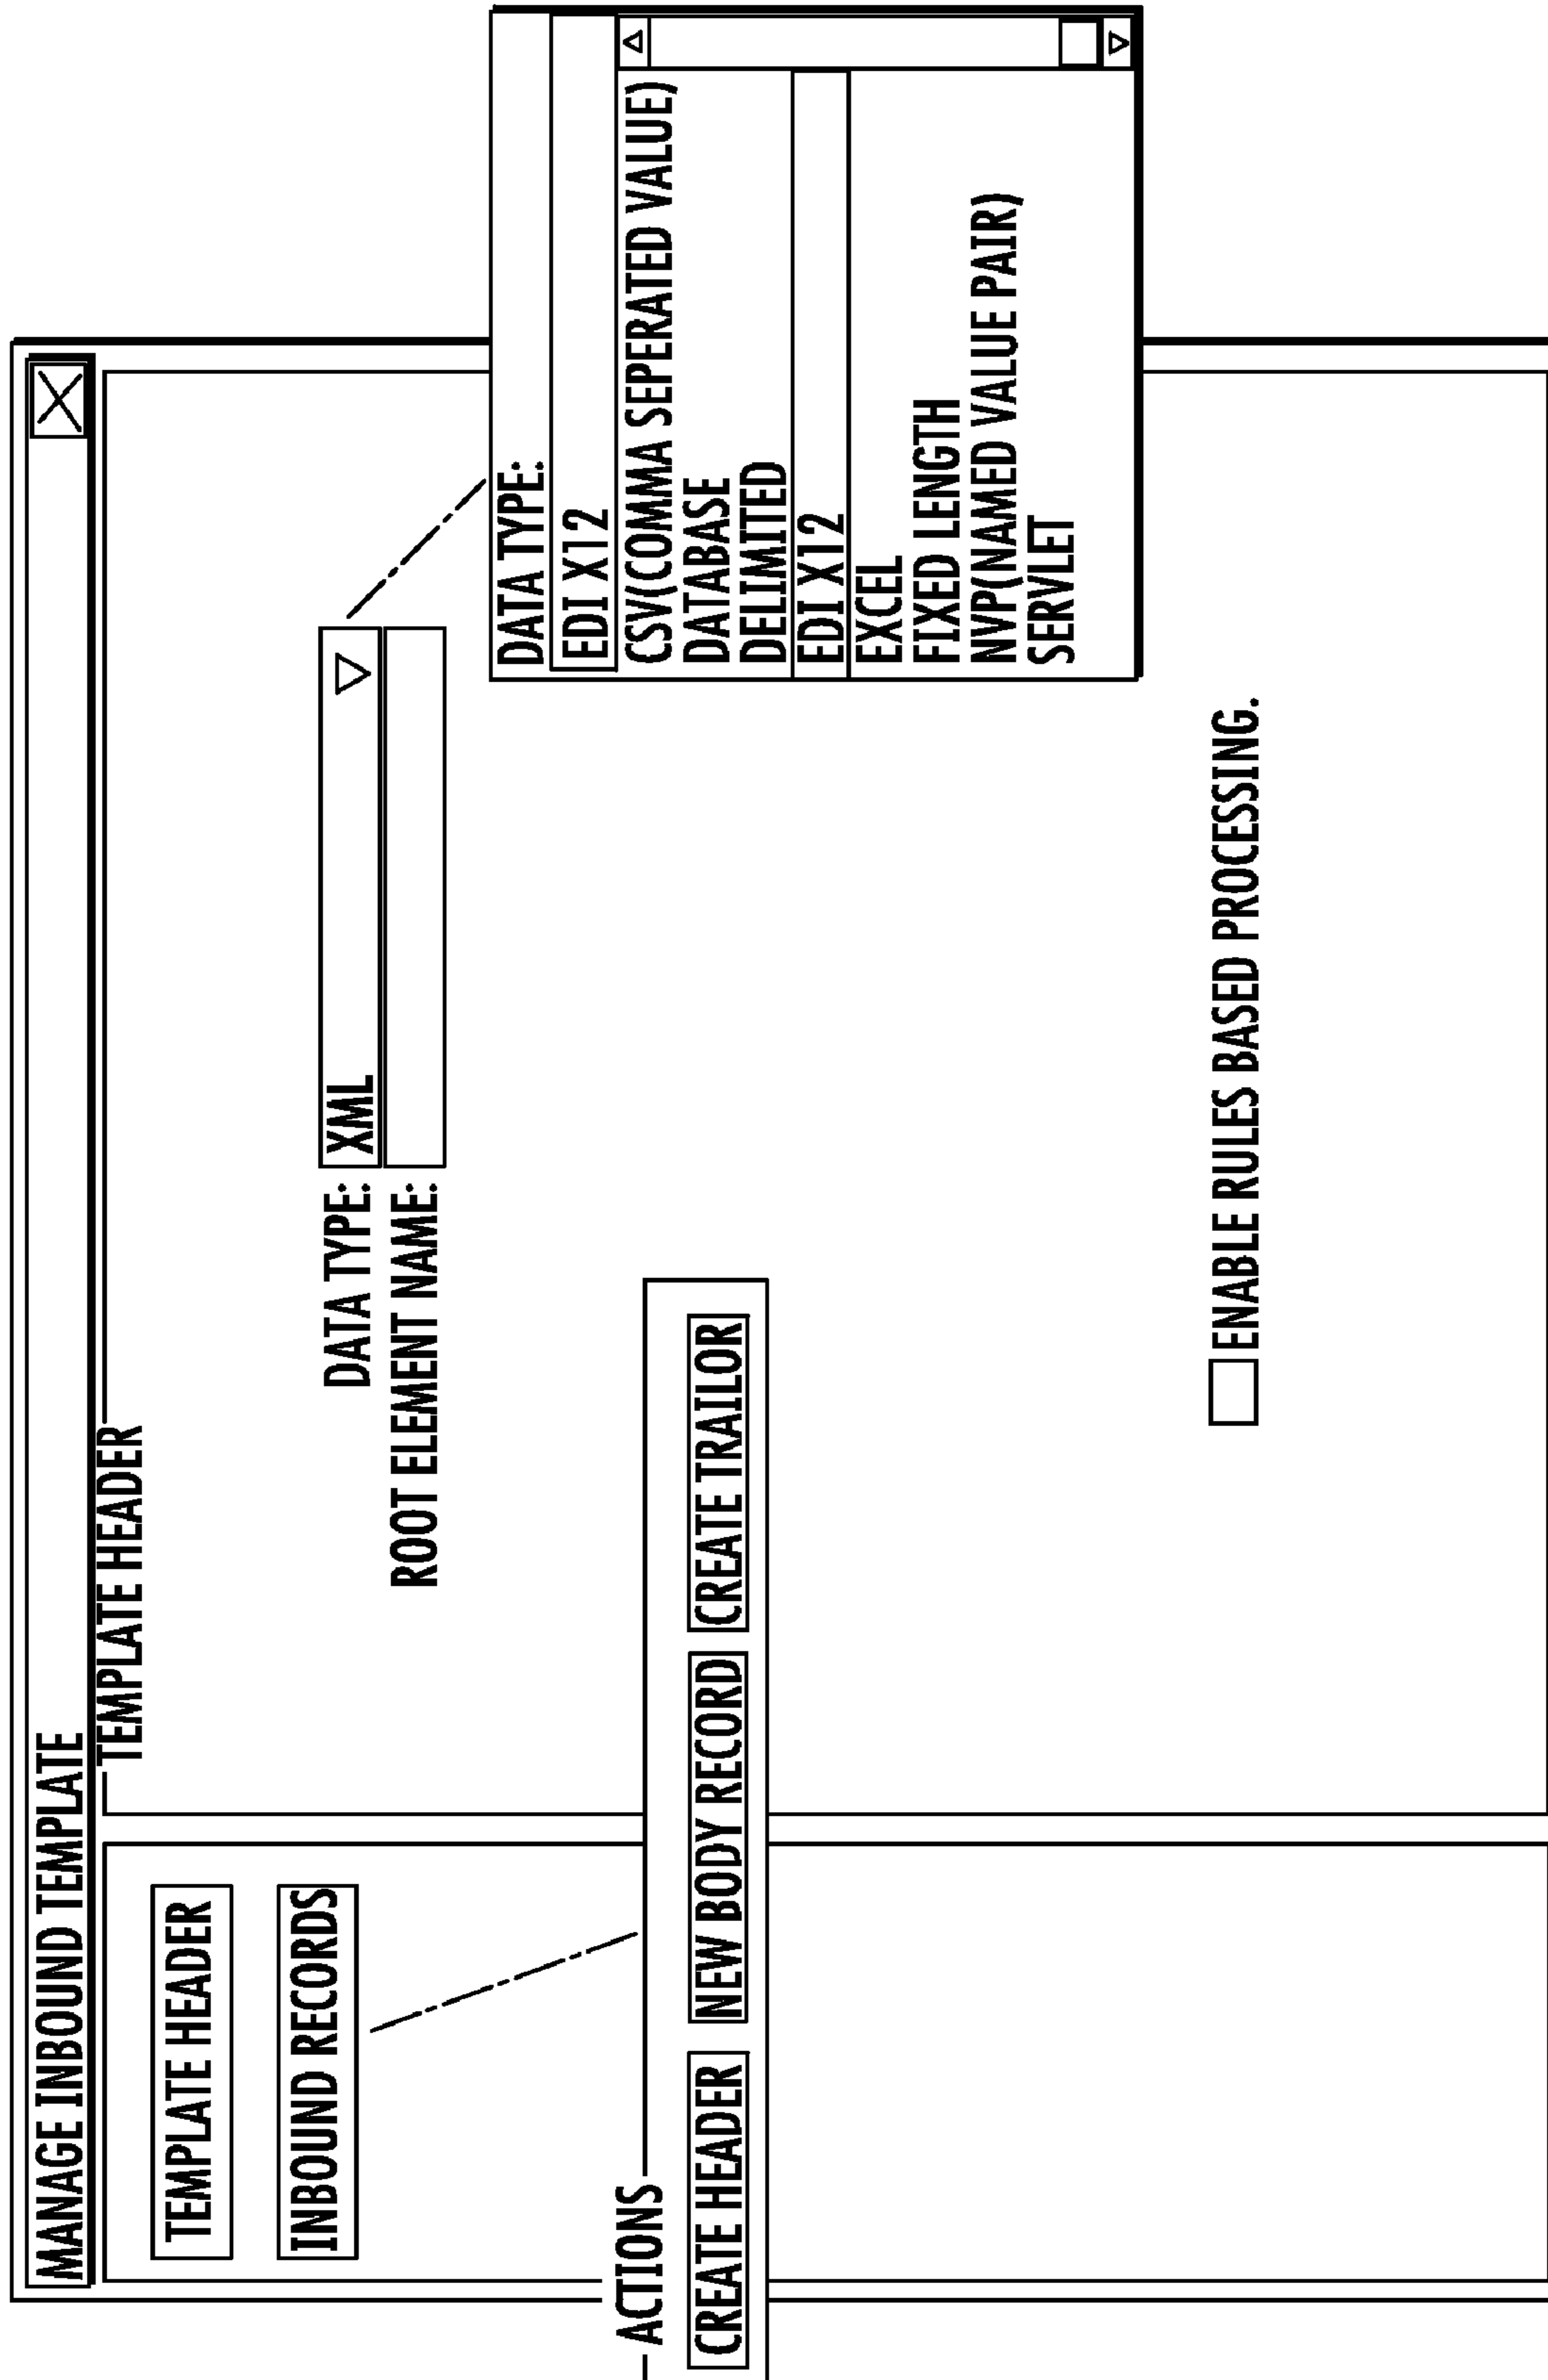 MANAGE INBOUND TEMPLATE
TEMPLATE HEADER
TEMPLATE HEADER
INBOUND RECORDS
DATA TYPE: XML
ROOT ELEMENT NAME:
DATA TYPE:
EDI X12
CSV(COMMA SEPERATED VALUE)
DATABASE
DELIMITED
EDI X12
EXCEL
FIXED LENGTH
NVP(NAMED VALUE PAIR)
SERVLET
ACTIONS
CREATE HEADER NEW BODY RECORD CREATE TRAILOR
ENABLE RULES BASED PROCESSING.